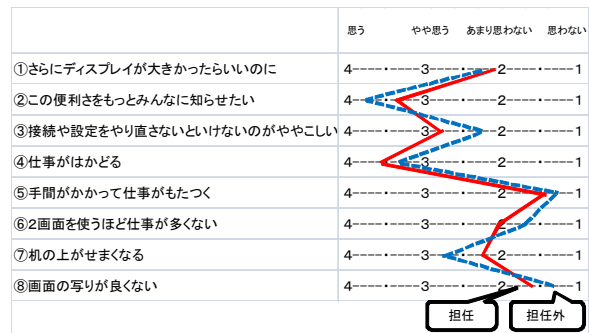 思う やや思う あまり思わない 思わない
①さらにディスプレイが大きかったらいいのに 4----・----3----・----2----・----1
②この便利さをもっとみんなに知らせたい 4----・----3----・----2----・----1
③接続や設定をやり直さないといけないのがややこしい 4----・----3----・----2----・----1
④仕事がはかどる 4----・----3----・----2----・----1
⑤手間がかかって仕事がもたつく 4----・----3----・----2----・----1
⑥2画面を使うほど仕事が多くない 4----・----3----・----2----・----1
⑦机の上がせまくなる 4----・----3----・----2----・----1
⑧画面の写りが良くない 4----・----3----・----2----・----1
担任 担任外